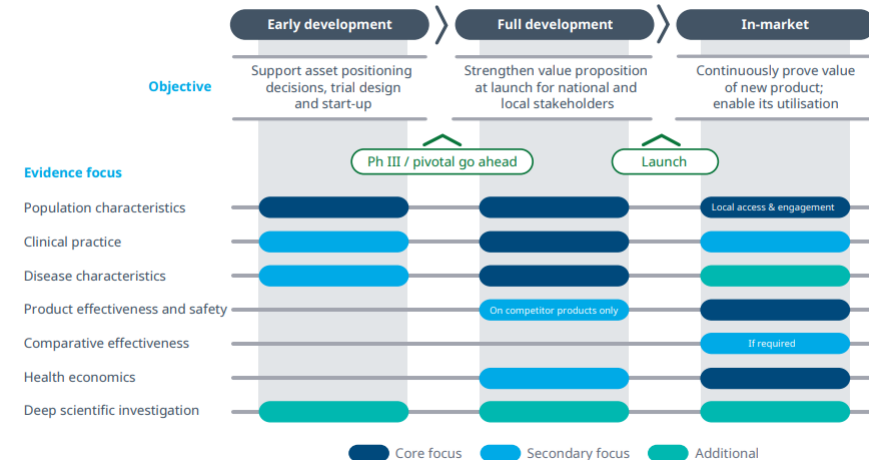 Early development
Full development
In-market
Objective
Support asset positioning
decisions, trial design
and start-up
Strengthen value proposition
at launch for national and
local stakeholders
Continuously prove value
of new product;
enable its utilisation
Ph III / pivotal go ahead
Launch
Evidence focus
Population characteristics
Local access & engagement
Clinical practice
Disease characteristics
Product effectiveness and safety
On competitor products only
Comparative effectiveness
If required
Health economics
Deep scientific investigation
Core focus
Secondary focus
Additional